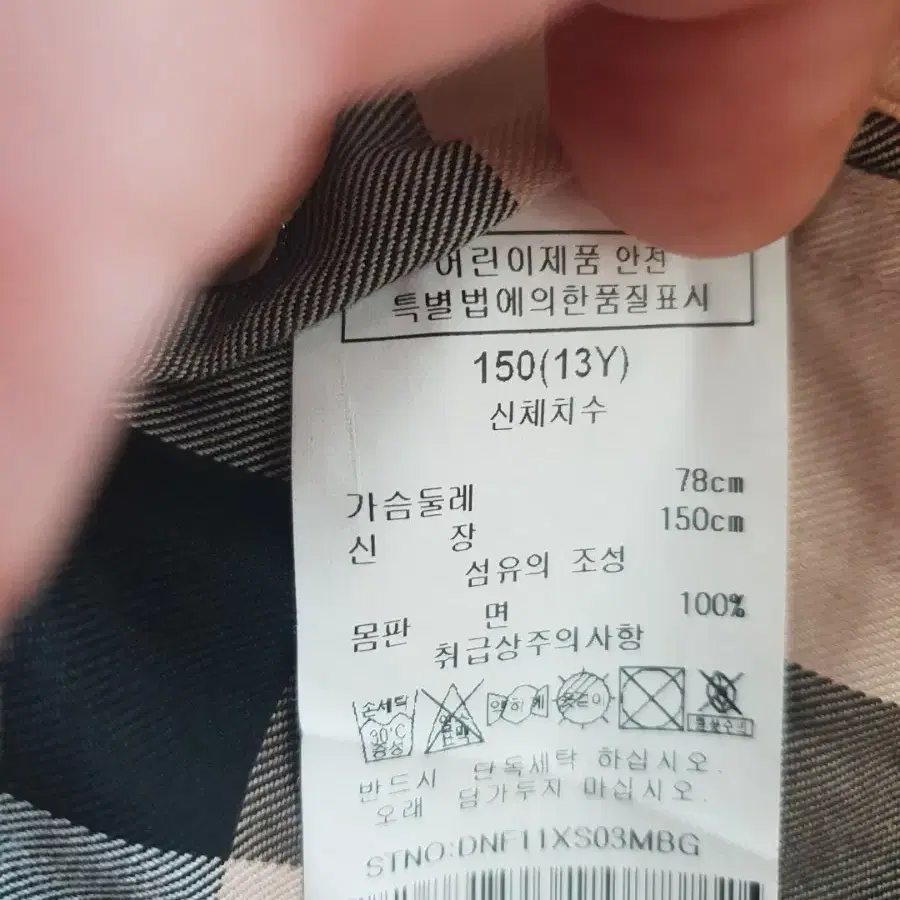 어린이제품 안전
특별법에의한품질표시
150(13Y)
신체치수
가슴둘레 78cm
신 장 150cm
섬유의 조성
몸판 면 100%
취급상주의사항
손세탁 약하게
30℃
중성
반드시 단독세탁 하십시오.
오래 담가두지 마십시오.
STNO:DNF11XS03MBG